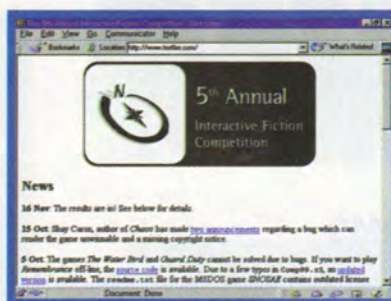 File Edit View Go Communicator Help
Bookmarks Location: http://www.textfire.com/ What's Related
N
5th Annual
Interactive Fiction
Competition
News
16 Nov: The results are in! See below for details.
15 Oct: Shay Caron, author of Chaos has made two announcements regarding a bug which can
render the game unwinnable and a missing copyright notice.
5 Oct: The games The Water Bird and Guard Duty cannot be solved due to bugs. If you want to play
Remembrance off-line, the source code is available. Due to a few typos in Comp99.z5, an updated
version is available. The readme.txt file for the MSDOS game contains outdated license
Document: Done